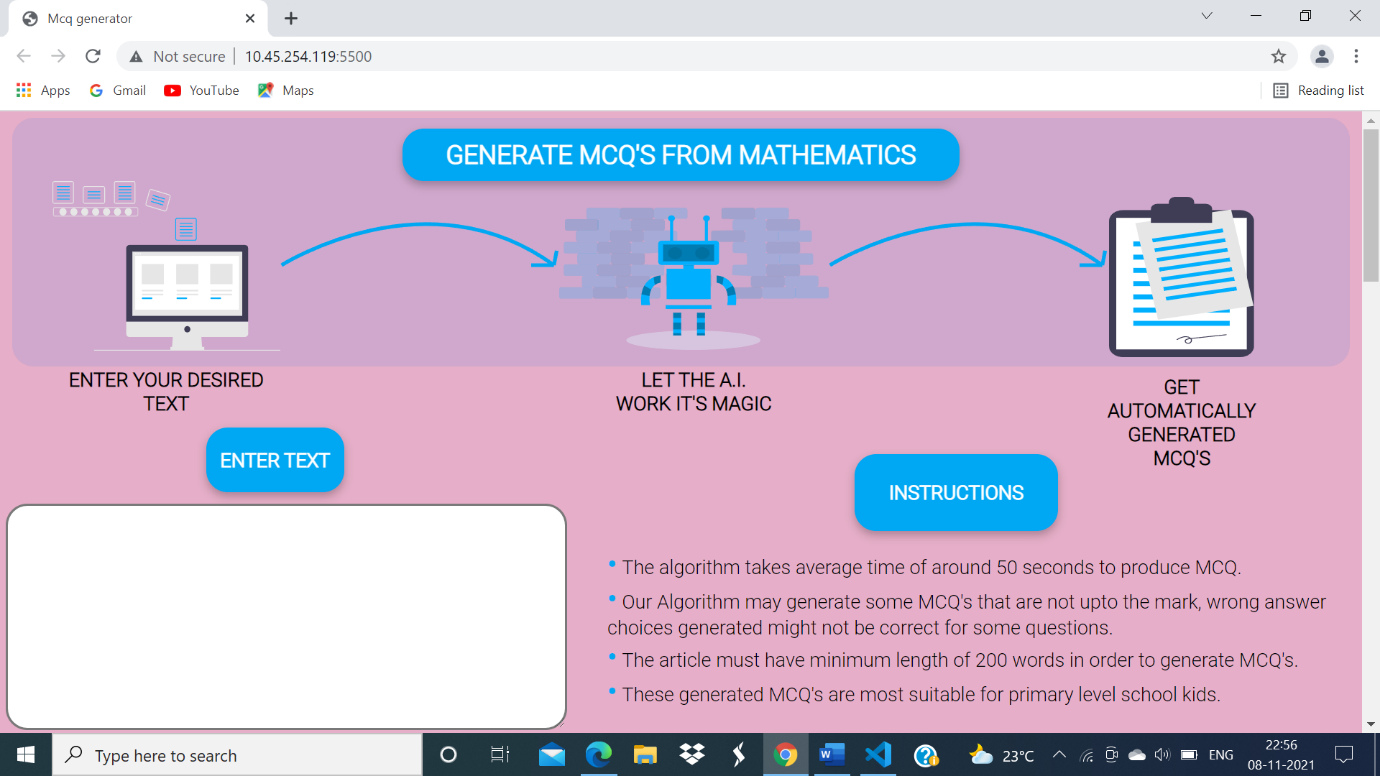 Mcq generator
Not secure | 10.45.254.119:5500
Apps Gmail YouTube Maps Reading list
GENERATE MCQ'S FROM MATHEMATICS
ENTER YOUR DESIRED
TEXT
LET THE A.I.
WORK IT'S MAGIC
GET
AUTOMATICALLY
GENERATED
MCQ'S
ENTER TEXT
INSTRUCTIONS
• The algorithm takes average time of around 50 seconds to produce MCQ.
• Our Algorithm may generate some MCQ's that are not upto the mark, wrong answer
choices generated might not be correct for some questions.
• The article must have minimum length of 200 words in order to generate MCQ's.
• These generated MCQ's are most suitable for primary level school kids.
Type here to search
23°C ENG
22:56
08-11-2021